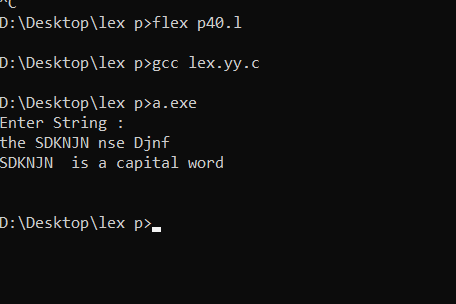 ^C
D:\Desktop\lex p>flex p40.l
D:\Desktop\lex p>gcc lex.yy.c
D:\Desktop\lex p>a.exe
Enter String :
the SDKNJN nse Djnf
SDKNJN  is a capital word
D:\Desktop\lex p>